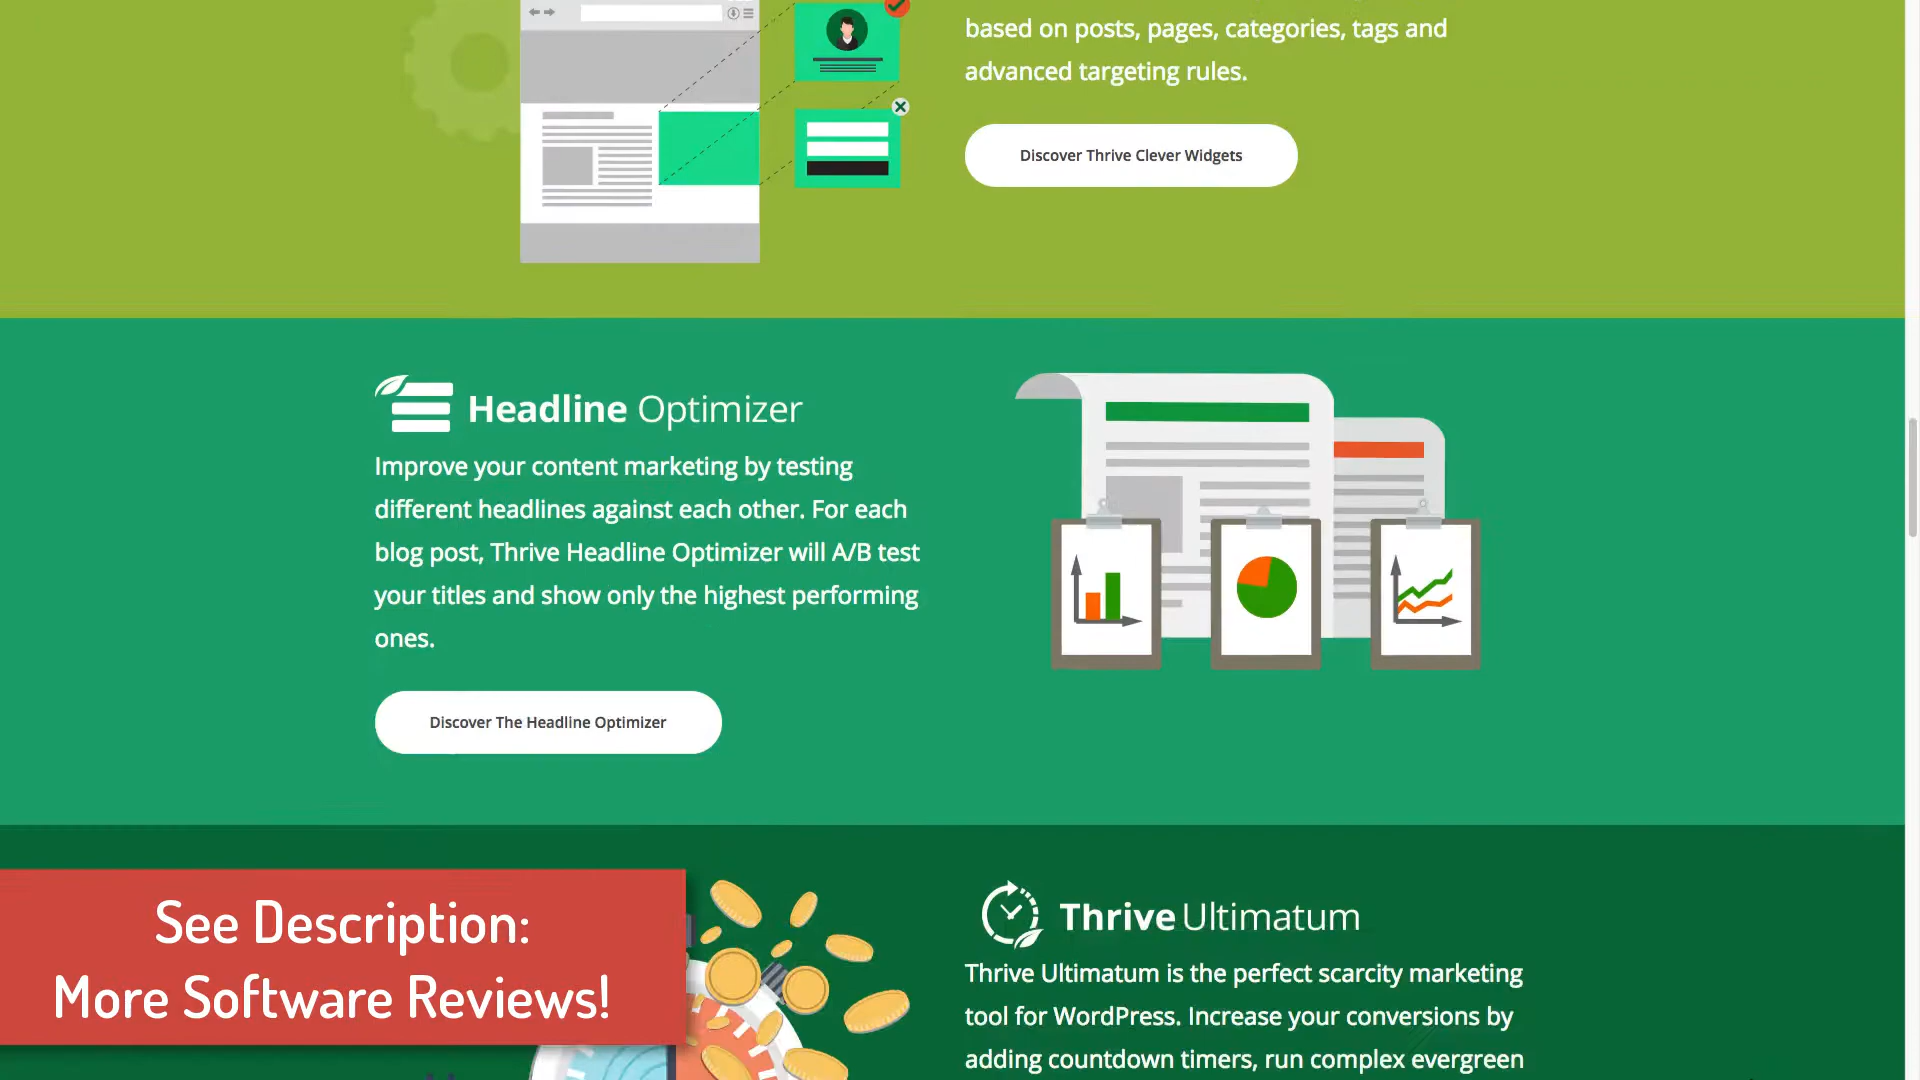 based on posts, pages, categories, tags and
advanced targeting rules.
Discover Thrive Clever Widgets
Headline Optimizer
Improve your content marketing by testing
different headlines against each other. For each
blog post, Thrive Headline Optimizer will A/B test
your titles and show only the highest performing
ones.
Discover The Headline Optimizer
See Description:
More Software Reviews!
Thrive Ultimatum
Thrive Ultimatum is the perfect scarcity marketing
tool for WordPress. Increase your conversions by
adding countdown timers, run complex evergreen